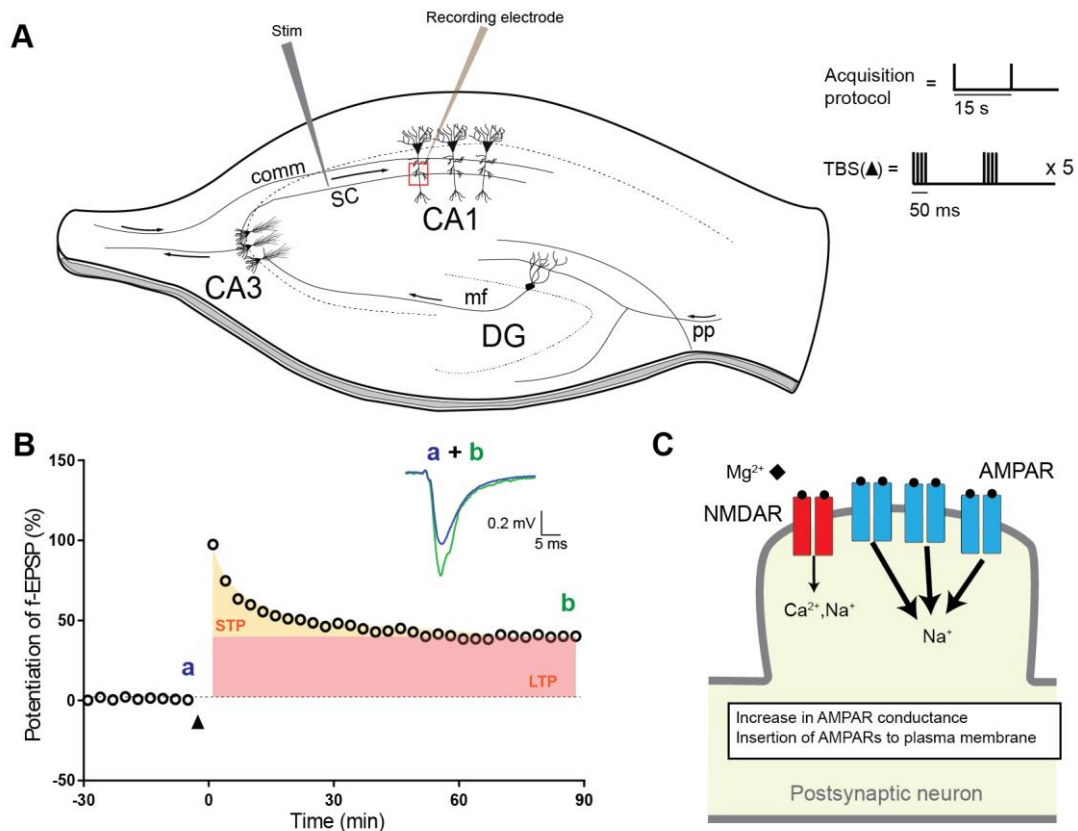 A
Stim
Recording electrode
comm
SC
CA1
CA3
mf
DG
pp
Acquisition
protocol
=
15 s
TBS(▲) =
x 5
50 ms
B
a + b
0.2 mV
5 ms
Potentiation of f-EPSP (%)
150
100
50
0
-50
STP
LTP
a
b
-30
0
30
60
90
Time (min)
C
Mg²⁺
AMPAR
NMDAR
Ca²⁺,Na⁺
Na⁺
Increase in AMPAR conductance
Insertion of AMPARs to plasma membrane
Postsynaptic neuron